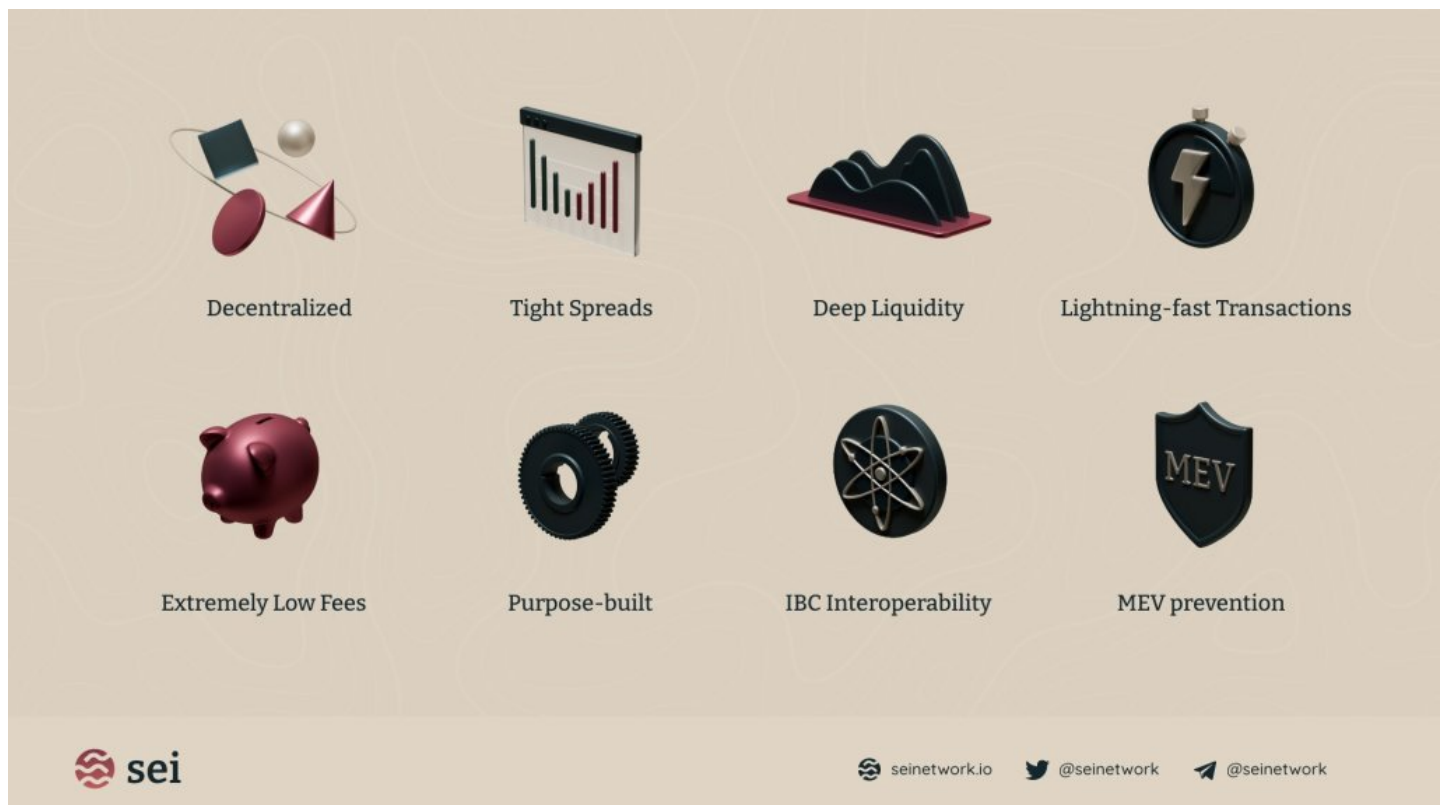 Decentralized
Tight Spreads
Deep Liquidity
Lightning-fast Transactions
Extremely Low Fees
Purpose-built
IBC Interoperability
MEV
MEV prevention
sei
seinetwork.io
@seinetwork
@seinetwork